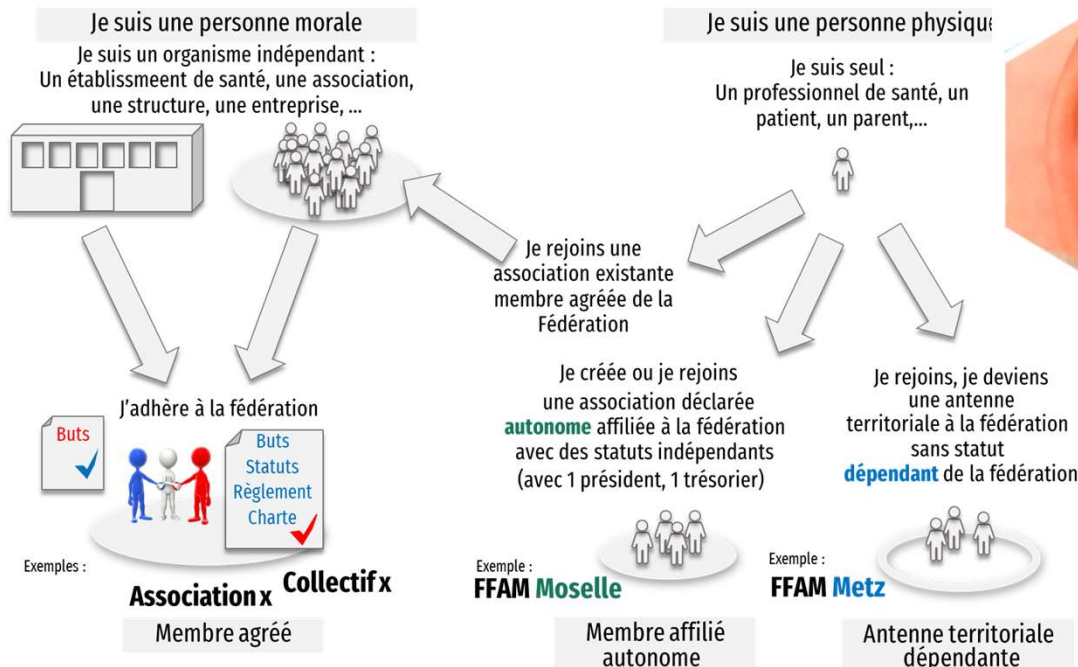 Je suis une personne morale
Je suis un organisme indépendant :
Un établissmeent de santé, une association,
une structure, une entreprise, ...
Je suis une personne physique
Je suis seul :
Un professionnel de santé, un
patient, un parent,...
Je rejoins une
association existante
membre agréée de la
Fédération
J'adhère à la fédération
Buts
Buts
Statuts
Règlement
Charte
Exemples :
Association x
Collectif x
Membre agréé
Je créée ou je rejoins
une association déclarée
autonome affiliée à la fédération
avec des statuts indépendants
(avec 1 président, 1 trésorier)
Exemple :
FFAM Moselle
Membre affilié
autonome
Je rejoins, je deviens
une antenne
territoriale à la fédération
sans statut
dépendant de la fédération
Exemple :
FFAM Metz
Antenne territoriale
dépendante